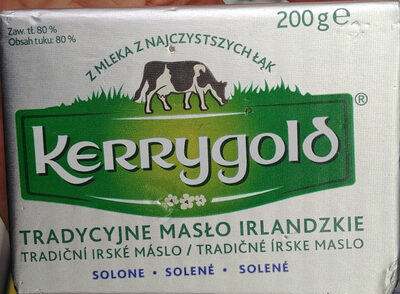 Zaw. tł. 80 %
Obsah tuku: 80 %
200 g e
Z MLEKA Z NAJCZYSTSZYCH ŁĄK
Kerrygold ®
TRADYCYJNE MASŁO IRLANDZKIE
TRADIČNÍ IRSKÉ MÁSLO / TRADIČNÉ ÍRSKE MASLO
SOLONE • SOLENÉ • SOLENÉ